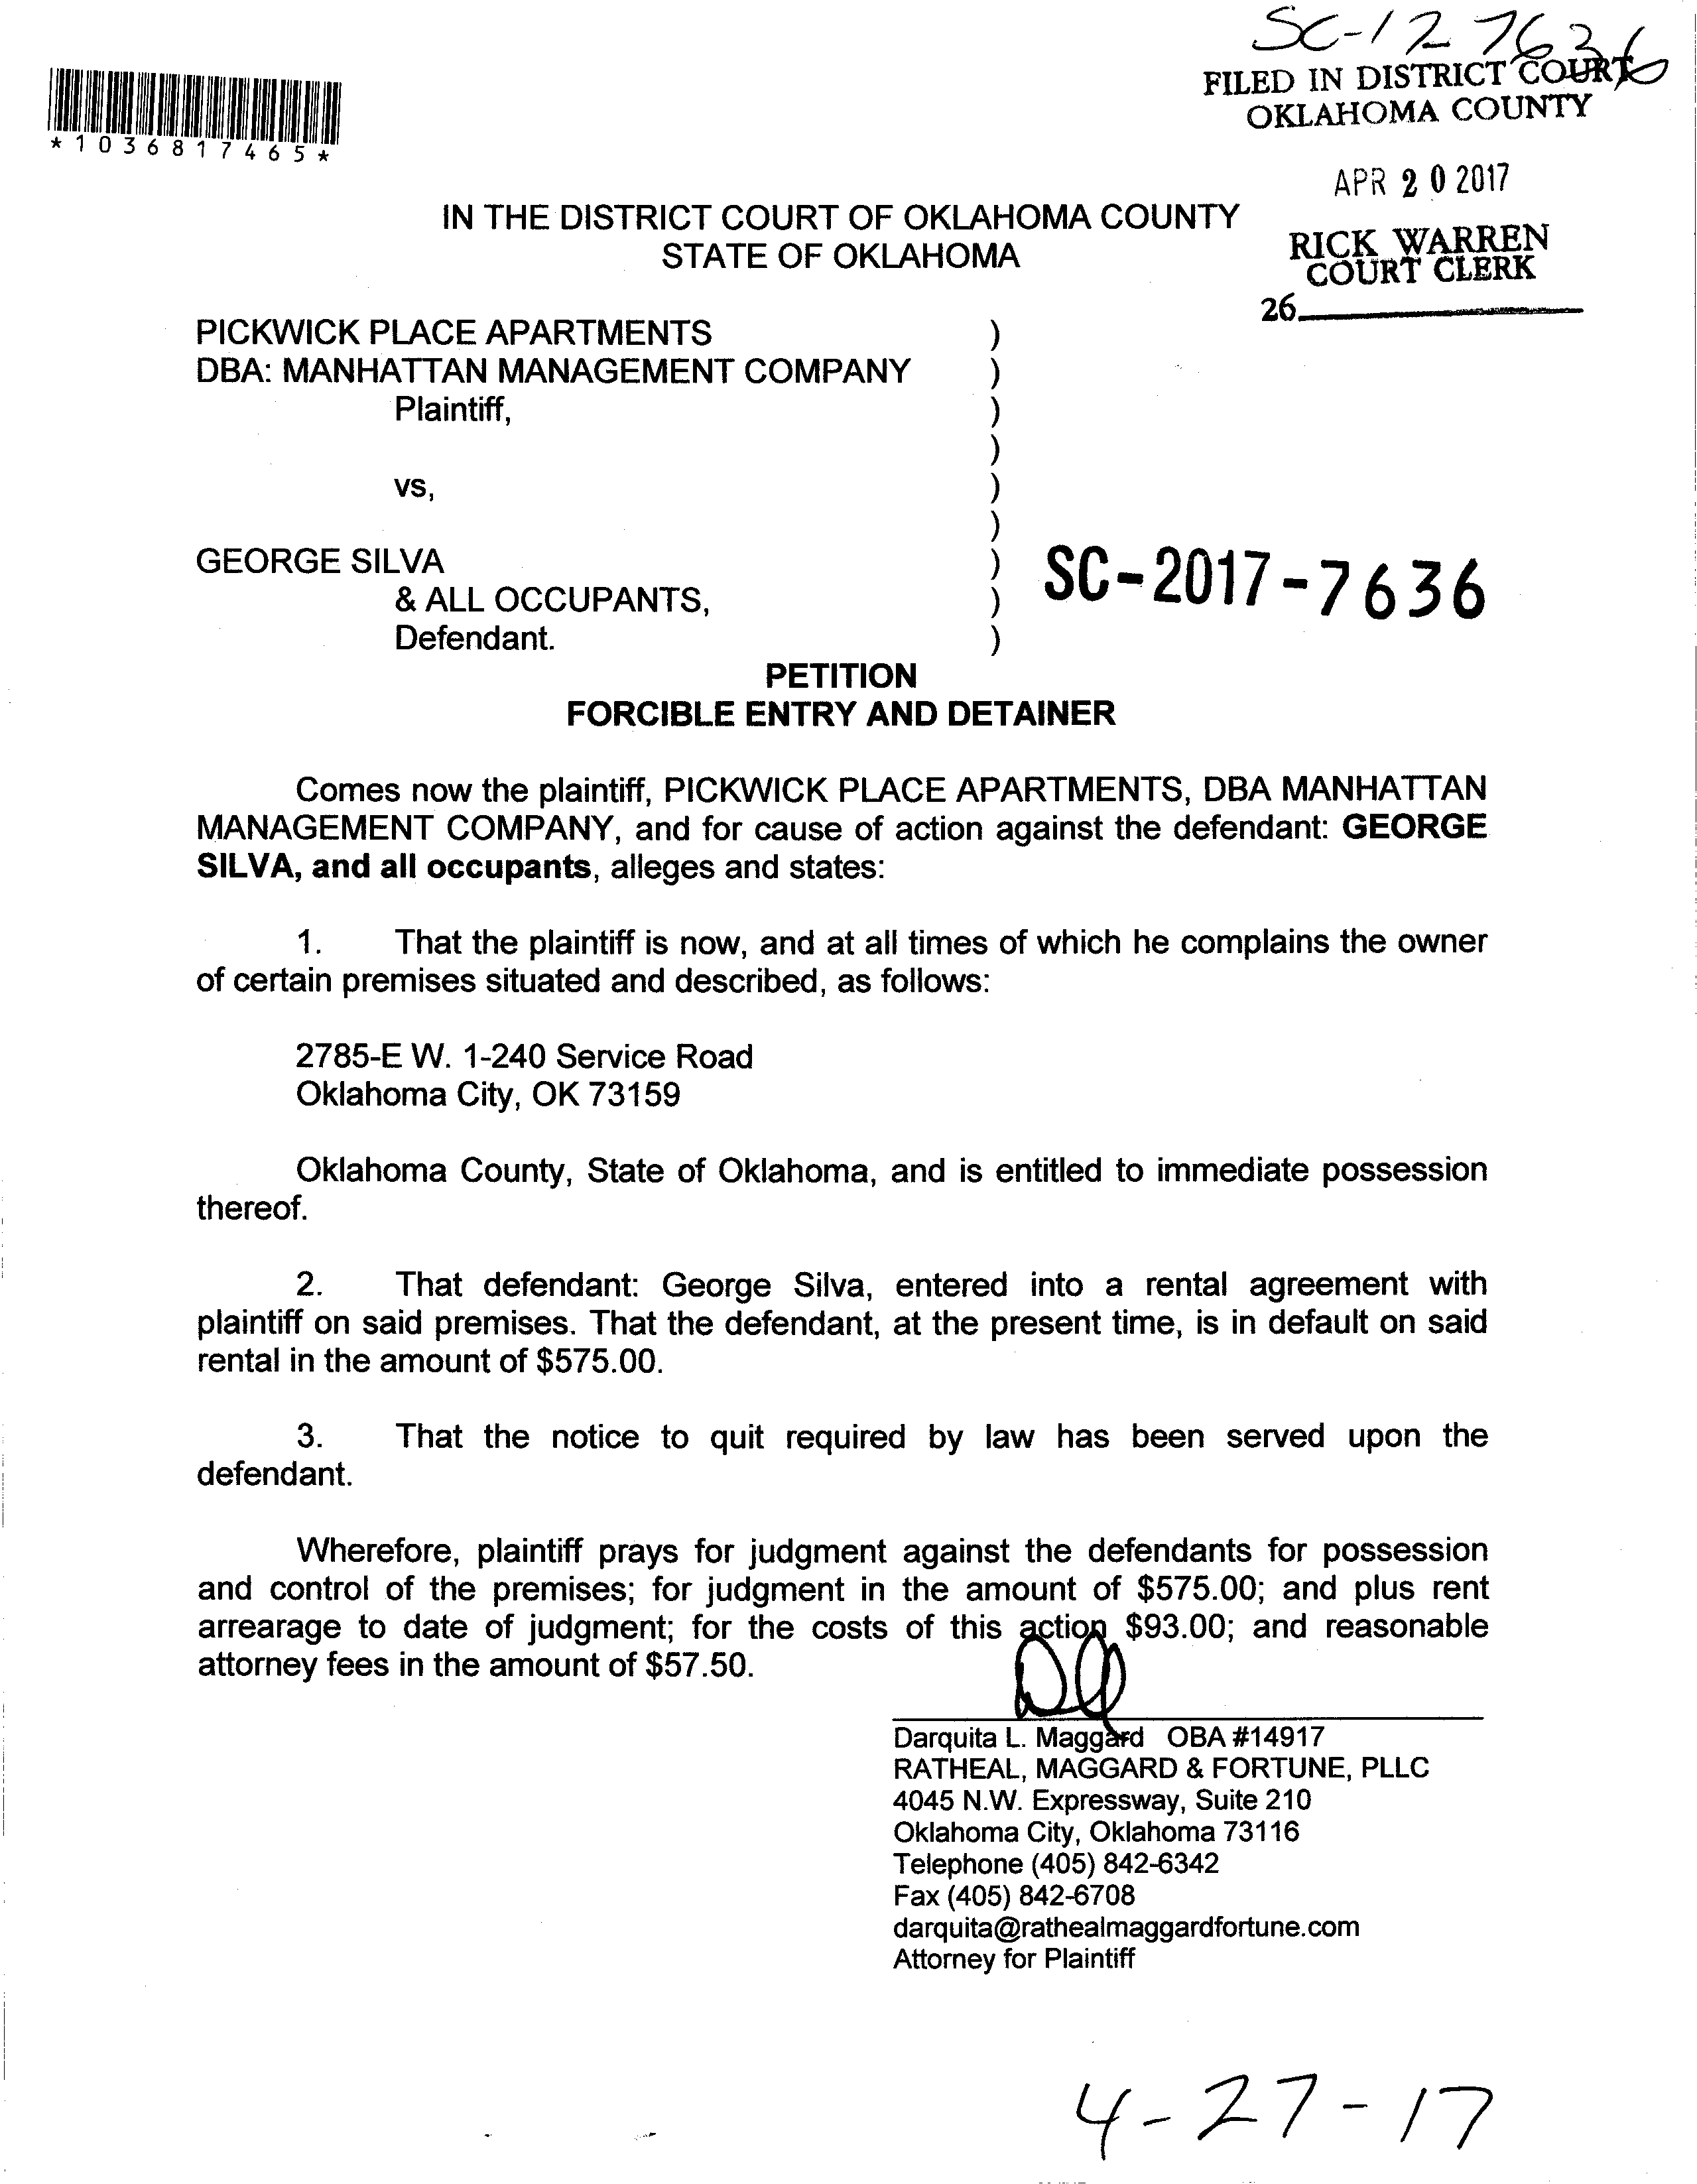 SC-17 7636
FILED IN DISTRICT COURT
OKLAHOMA COUNTY
*1036817465*
APR 20 2017
IN THE DISTRICT COURT OF OKLAHOMA COUNTY
STATE OF OKLAHOMA
RICK WARREN
COURT CLERK
26
PICKWICK PLACE APARTMENTS )
DBA: MANHATTAN MANAGEMENT COMPANY )
Plaintiff, )
)
vs, )
)
GEORGE SILVA )
& ALL OCCUPANTS, )
Defendant. )
SC-2017-7636
PETITION
FORCIBLE ENTRY AND DETAINER
Comes now the plaintiff, PICKWICK PLACE APARTMENTS, DBA MANHATTAN
MANAGEMENT COMPANY, and for cause of action against the defendant: GEORGE
SILVA, and all occupants, alleges and states:
1. That the plaintiff is now, and at all times of which he complains the owner
of certain premises situated and described, as follows:
2785-E W. 1-240 Service Road
Oklahoma City, OK 73159
Oklahoma County, State of Oklahoma, and is entitled to immediate possession
thereof.
2. That defendant: George Silva, entered into a rental agreement with
plaintiff on said premises. That the defendant, at the present time, is in default on said
rental in the amount of $575.00.
3. That the notice to quit required by law has been served upon the
defendant.
Wherefore, plaintiff prays for judgment against the defendants for possession
and control of the premises; for judgment in the amount of $575.00; and plus rent
arrearage to date of judgment; for the costs of this action $93.00; and reasonable
attorney fees in the amount of $57.50.
Darquita L. Maggard OBA #14917
RATHEAL, MAGGARD & FORTUNE, PLLC
4045 N.W. Expressway, Suite 210
Oklahoma City, Oklahoma 73116
Telephone (405) 842-6342
Fax (405) 842-6708
darquita@rathealmaggardfortune.com
Attorney for Plaintiff
4-27-17